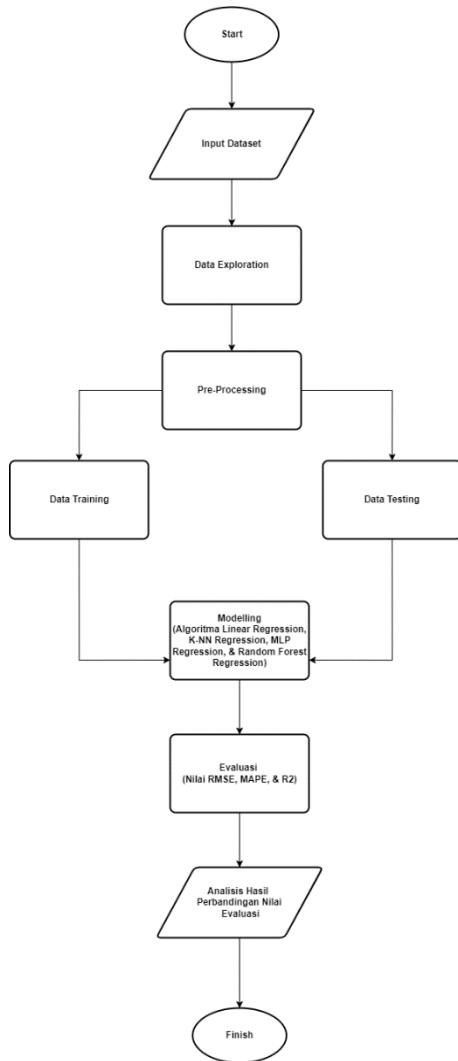 Start
Input Dataset
Data Exploration
Pre-Processing
Data Training
Data Testing
Modelling
(Algoritma Linear Regression,
K-NN Regression, MLP
Regression, & Random Forest
Regression)
Evaluasi
(Nilai RMSE, MAPE, & R2)
Analisis Hasil
Perbandingan Nilai
Evaluasi
Finish